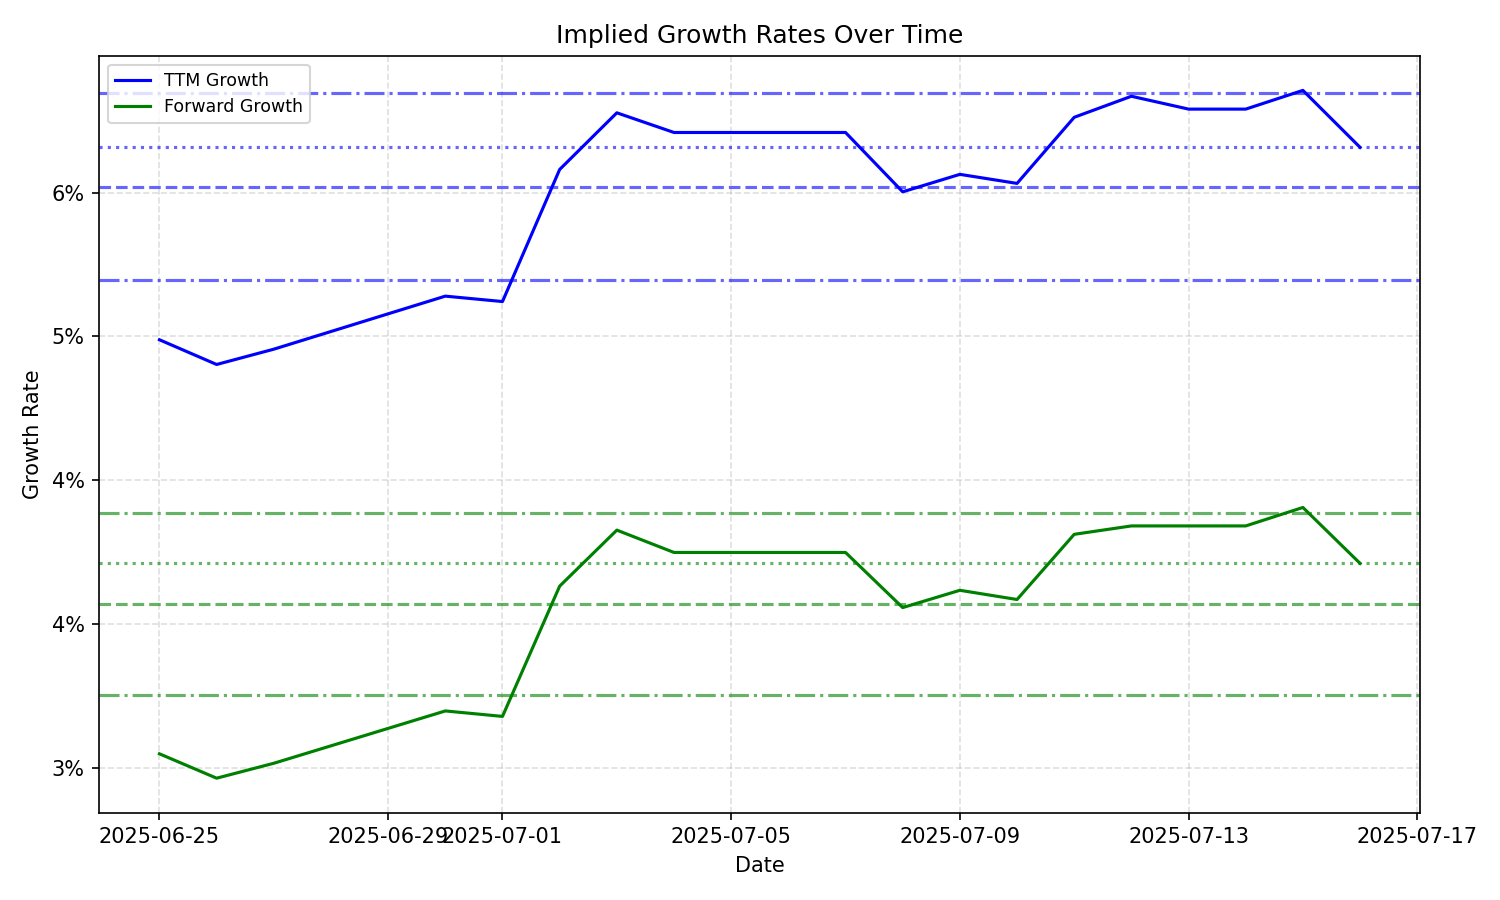 Implied Growth Rates Over Time
TTM Growth
Forward Growth
6%
5%
4%
4%
3%
Growth Rate
2025-06-25
2025-06-29
2025-07-01
2025-07-05
2025-07-09
2025-07-13
2025-07-17
Date